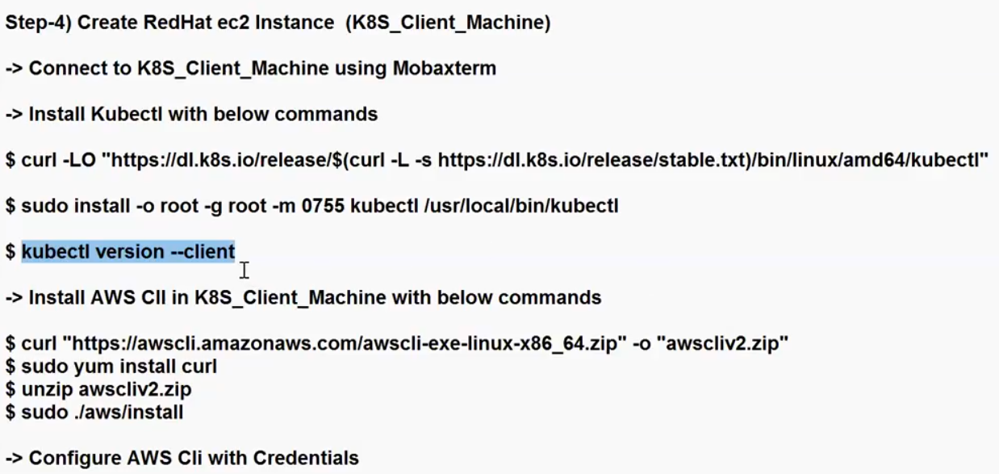 Step-4) Create RedHat ec2 Instance (K8S_Client_Machine)
-> Connect to K8S_Client_Machine using Mobaxterm
-> Install Kubectl with below commands
$ curl -LO "https://dl.k8s.io/release/$(curl -L -s https://dl.k8s.io/release/stable.txt)/bin/linux/amd64/kubectl"
$ sudo install -o root -g root -m 0755 kubectl /usr/local/bin/kubectl
$ kubectl version --client
-> Install AWS ClI in K8S_Client_Machine with below commands
$ curl "https://awscli.amazonaws.com/awscli-exe-linux-x86_64.zip" -o "awscliv2.zip"
$ sudo yum install curl
$ unzip awscliv2.zip
$ sudo ./aws/install
-> Configure AWS Cli with Credentials